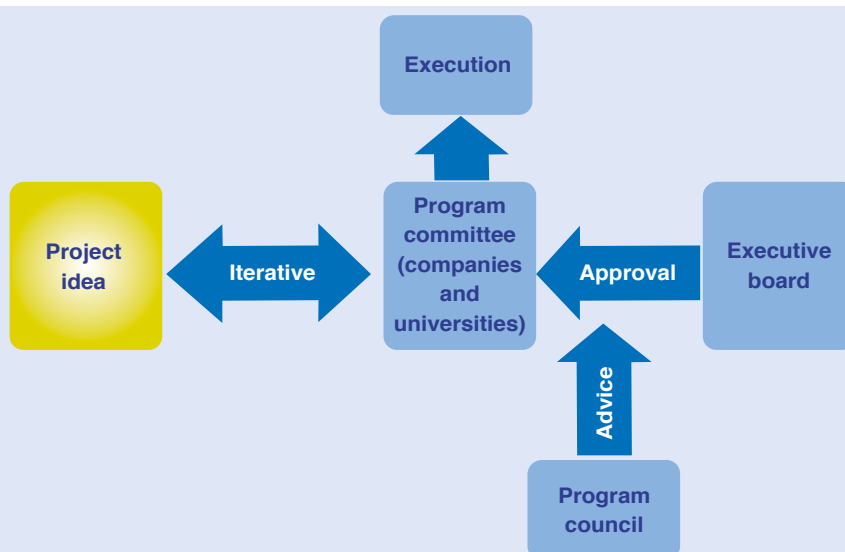 Execution
Project
idea
Iterative
Program
committee
(companies
and
universities)
Approval
Executive
board
Advice
Program
council